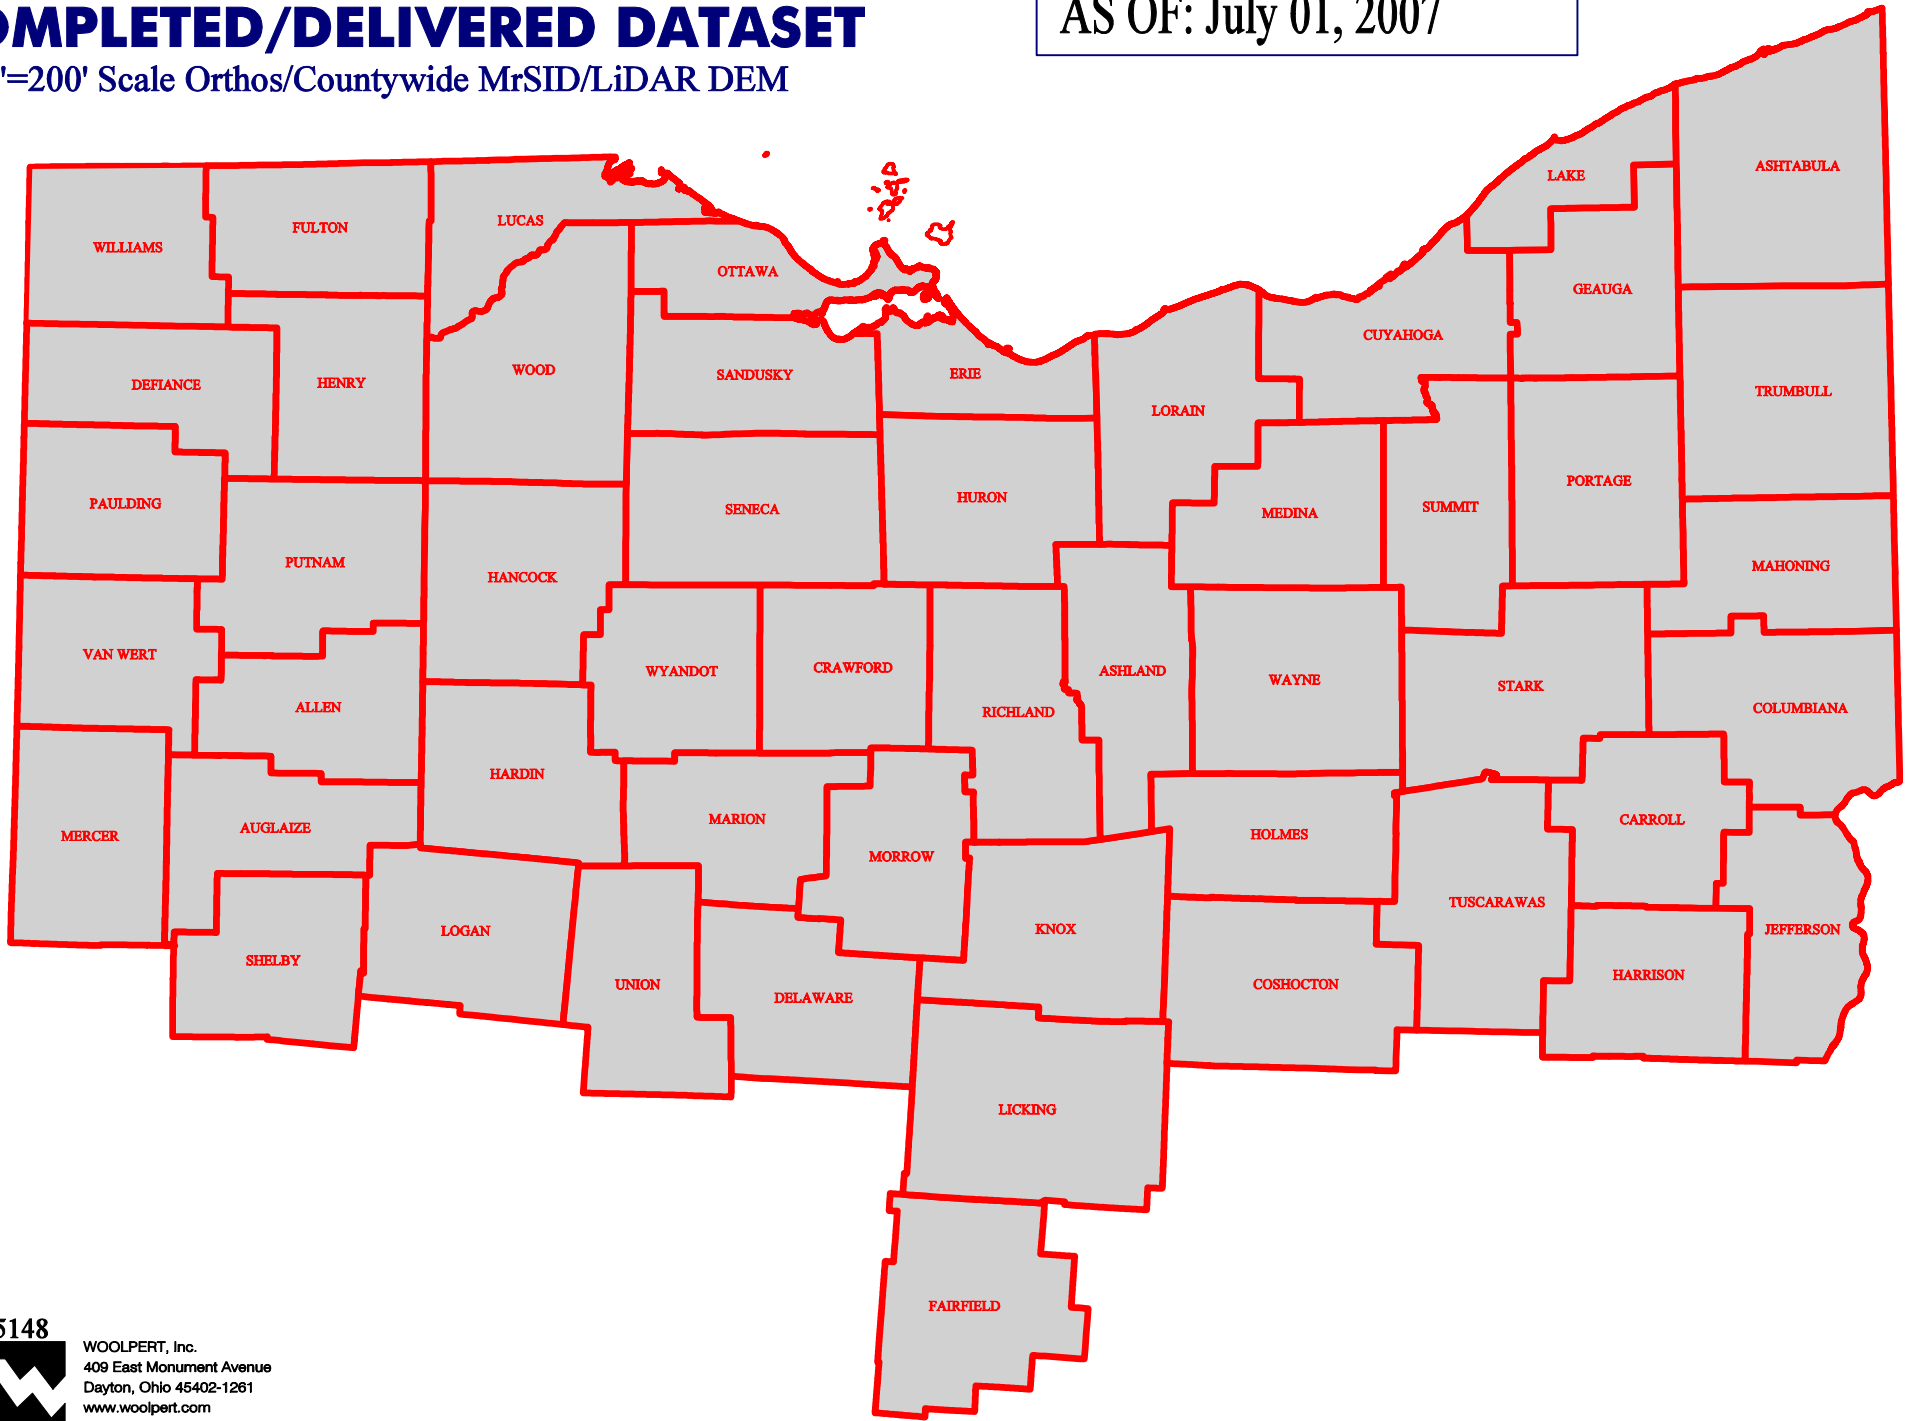 OMPLETED/DELIVERED DATASET
'=200' Scale Orthos/Countywide MrSID/LiDAR DEM
AS OF: July 01, 2007
ASHTABULA
LAKE
LUCAS
FULTON
WILLIAMS
OTTAWA
GEAUGA
CUYAHOGA
WOOD
SANDUSKY
ERIE
DEFIANCE
HENRY
TRUMBULL
LORAIN
PORTAGE
HURON
PAULDING
SENECA
SUMMIT
MEDINA
PUTNAM
MAHONING
HANCOCK
VAN WERT
WYANDOT
CRAWFORD
ASHLAND
WAYNE
STARK
ALLEN
RICHLAND
COLUMBIANA
HARDIN
MARION
CARROLL
AUGLAIZE
MERCER
HOLMES
MORROW
TUSCARAWAS
LOGAN
KNOX
JEFFERSON
SHELBY
HARRISON
UNION
COSHOCTON
DELAWARE
LICKING
FAIRFIELD
5148
WOOLPERT, Inc.
409 East Monument Avenue
Dayton, Ohio 45402-1261
www.woolpert.com